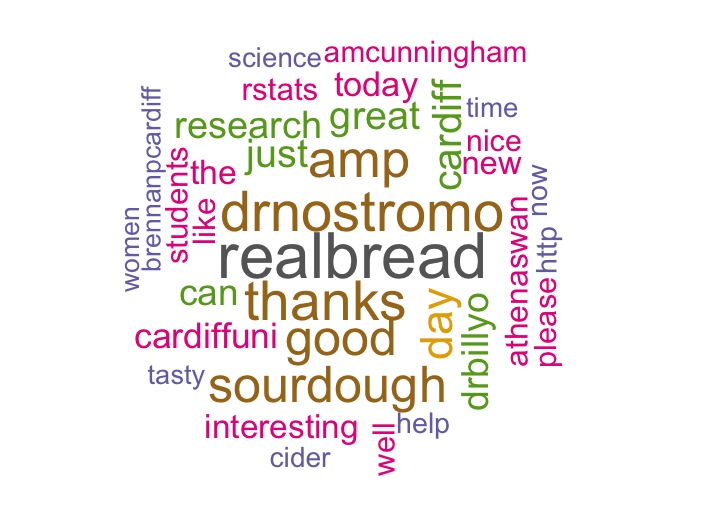 science
amcunningham
rstats
today
cardiff
time
research
great
brennanpcardiff
just
amp
nice
new
students
the
now
women
like
drnostromo
realbread
athenaswan
http
please
can
thanks
day
drbillyo
cardiffuni
good
tasty
sourdough
interesting
well
help
cider